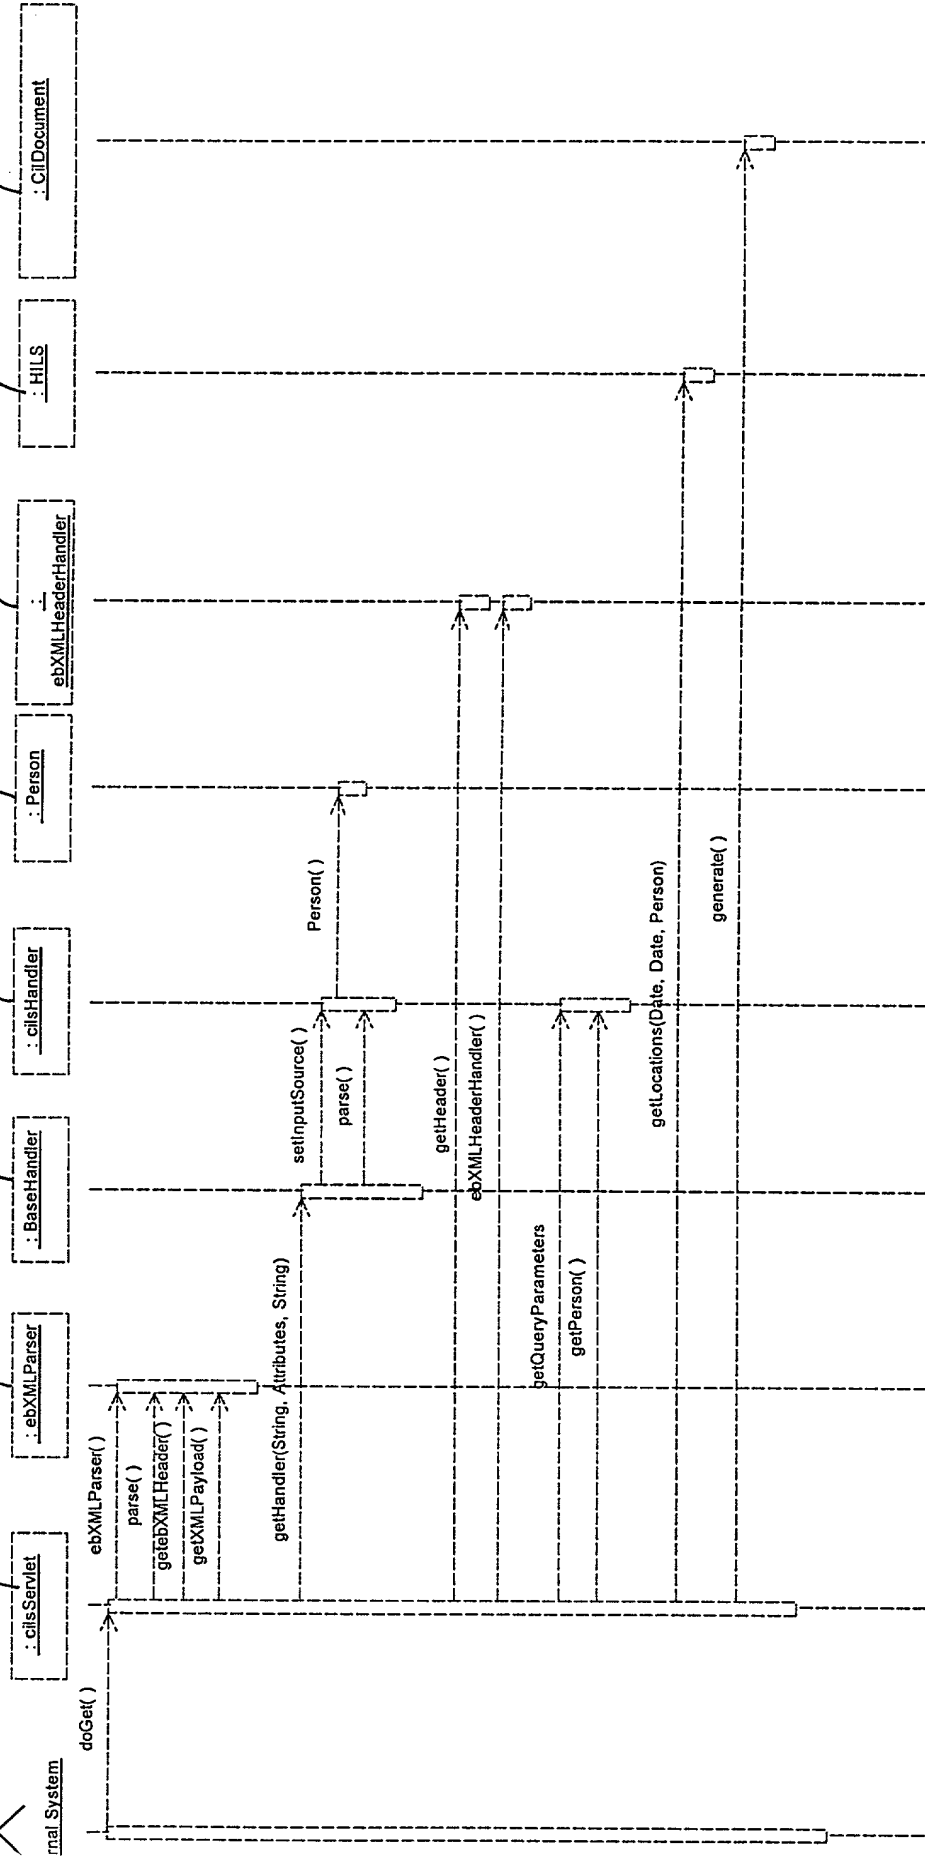 nal System
: cilsServlet
: ebXMLParser
: BaseHandler
: cilsHandler
: Person
:
ebXMLHeaderHandler
: HILS
: CilDocument
doGet( )
ebXMLParser( )
parse( )
getebXMLHeader( )
getXMLPayload( )
getHandler(String, Attributes, String)
setInputSource( )
Person( )
parse( )
getHeader( )
ebXMLHeaderHandler( )
getQueryParameters
getPerson( )
getLocations(Date, Date, Person)
generate( )